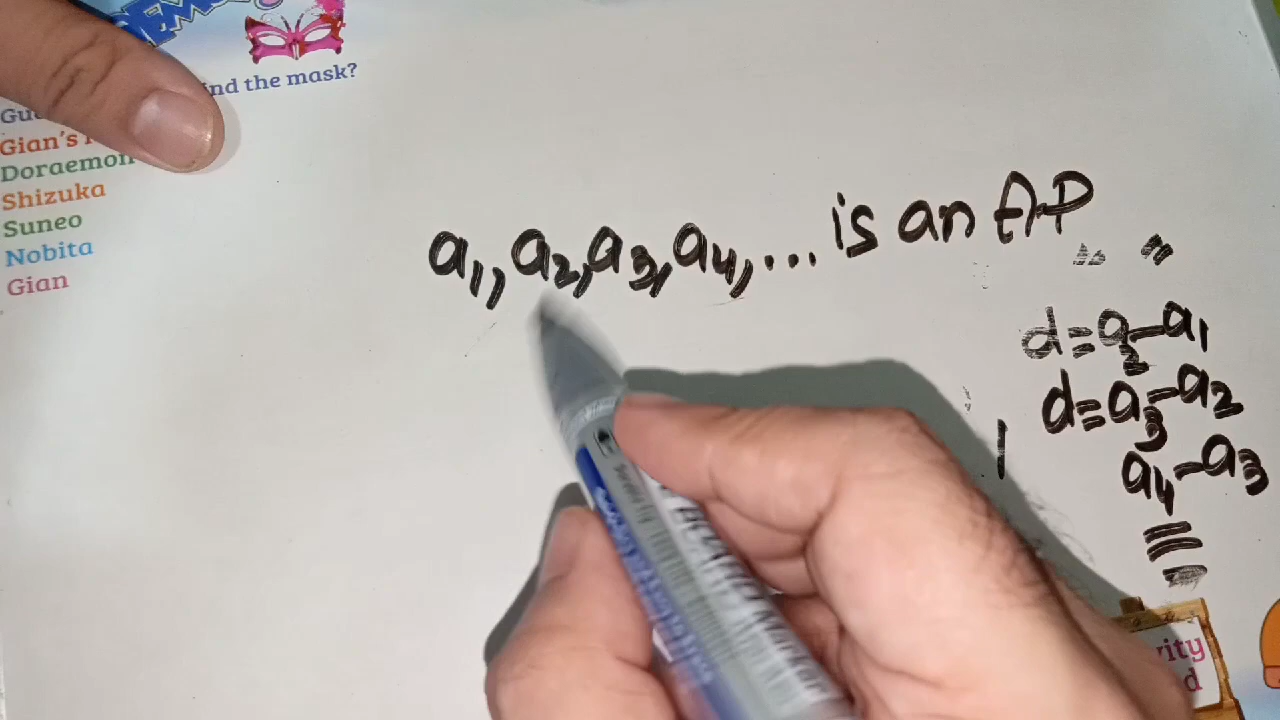 ind the mask?
Gian's
Doraemon
Shizuka
Suneo
Nobita
Gian
a₁, a₂, a₃, a₄, ... is an A.P
d = a₂ - a₁
d = a₃ - a₂
a₄ - a₃